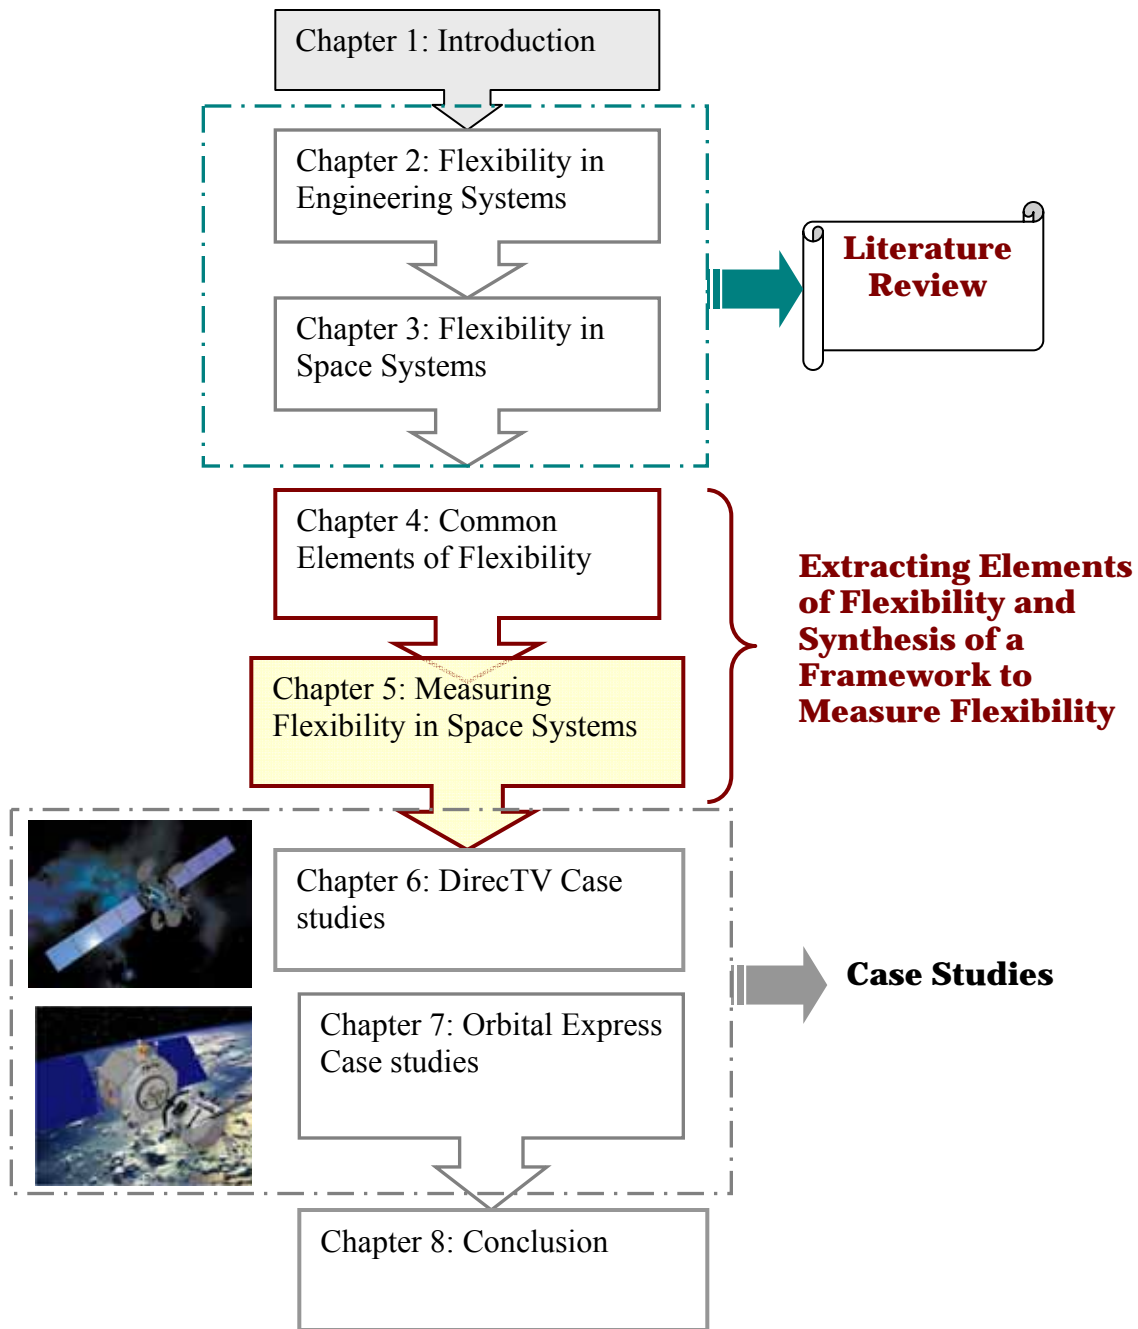 Chapter 1: Introduction
Chapter 2: Flexibility in
Engineering Systems
Literature
Review
Chapter 3: Flexibility in
Space Systems
Chapter 4: Common
Elements of Flexibility
Extracting Elements
of Flexibility and
Synthesis of a
Framework to
Measure Flexibility
Chapter 5: Measuring
Flexibility in Space Systems
Chapter 6: DirecTV Case
studies
Case Studies
Chapter 7: Orbital Express
Case studies
Chapter 8: Conclusion